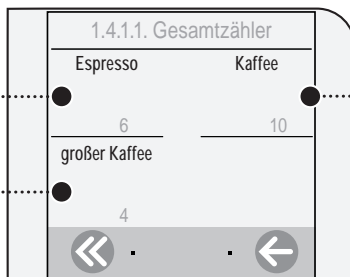 1.4.1.1. Gesamtzähler
Espresso Kaffee
6 10
großer Kaffee
4